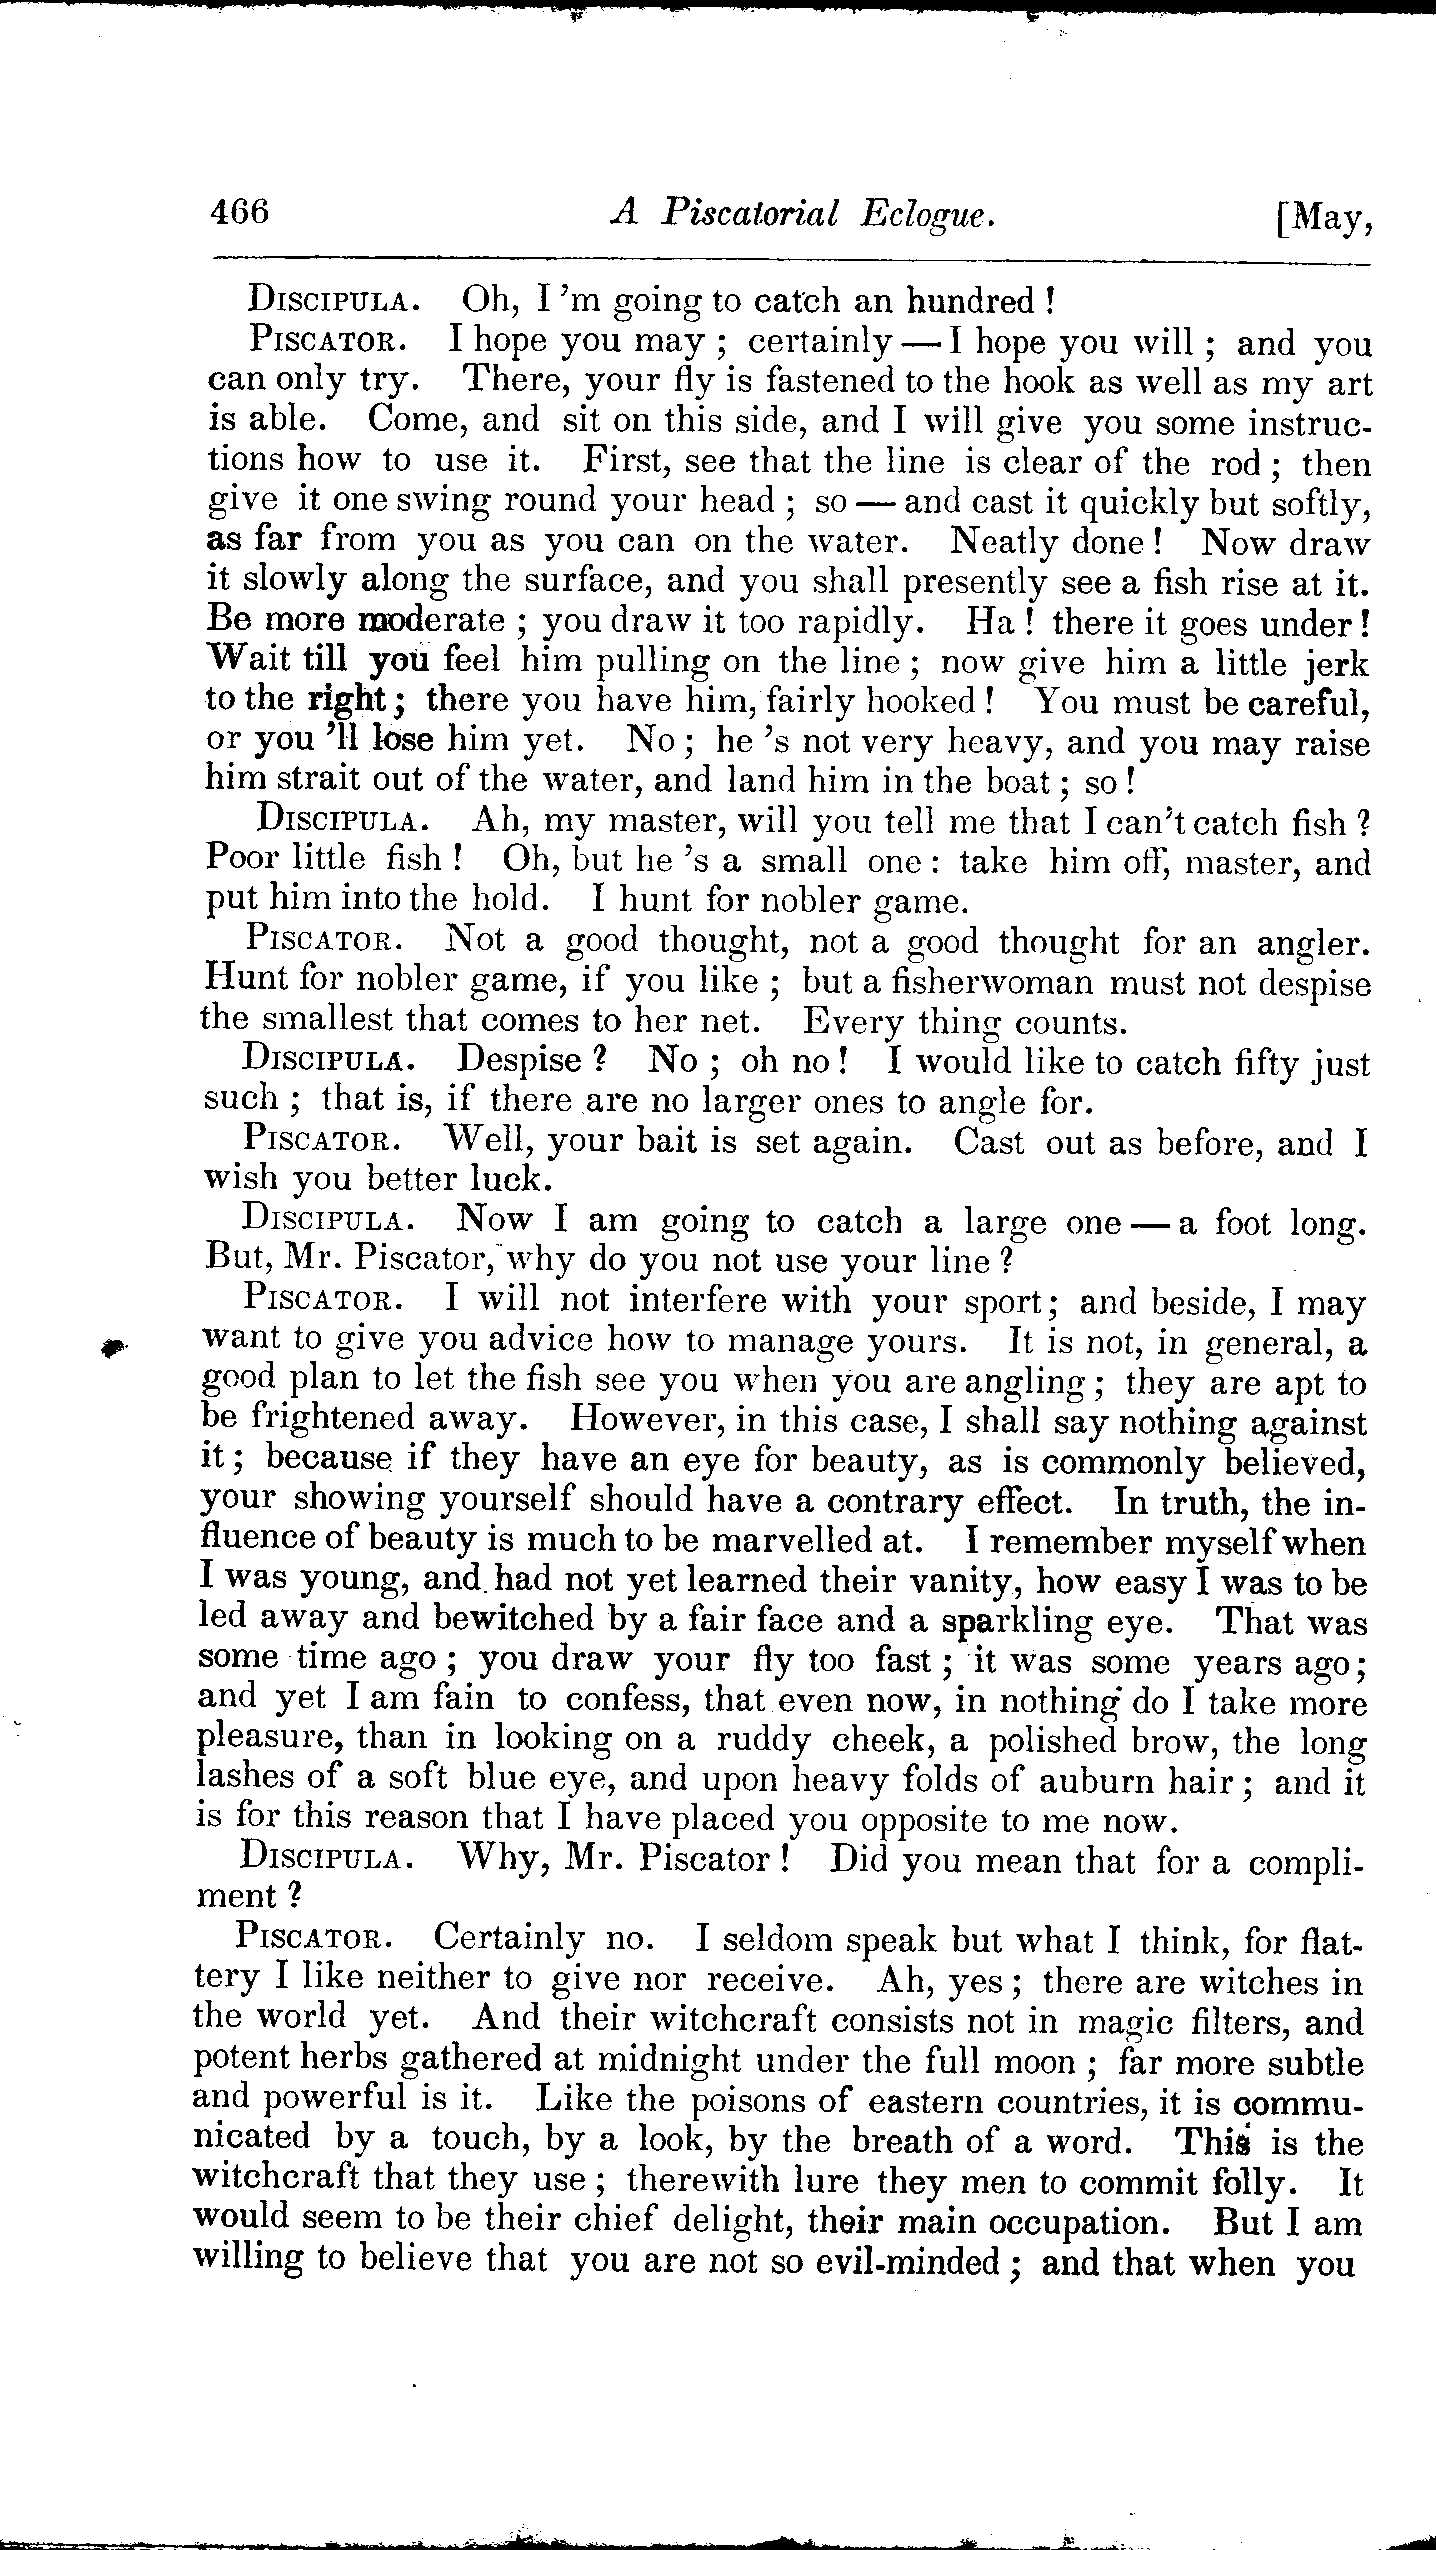 466 A Piscatorial Eclogue. [May,
DISCIPULA. Oh, I 'm going to catch an hundred !
PISCATOR. I hope you may ; certainly — I hope you will ; and you
can only try. There, your fly is fastened to the hook as well as my art
is able. Come, and sit on this side, and I will give you some instruc-
tions how to use it. First, see that the line is clear of the rod ; then
give it one swing round your head ; so — and cast it quickly but softly,
as far from you as you can on the water. Neatly done ! Now draw
it slowly along the surface, and you shall presently see a fish rise at it.
Be more moderate ; you draw it too rapidly. Ha ! there it goes under !
Wait till you feel him pulling on the line ; now give him a little jerk
to the right ; there you have him, fairly hooked ! You must be careful,
or you 'll lose him yet. No ; he 's not very heavy, and you may raise
him strait out of the water, and land him in the boat ; so !
DISCIPULA. Ah, my master, will you tell me that I can't catch fish ?
Poor little fish ! Oh, but he 's a small one : take him off, master, and
put him into the hold. I hunt for nobler game.
PISCATOR. Not a good thought, not a good thought for an angler.
Hunt for nobler game, if you like ; but a fisherwoman must not despise
the smallest that comes to her net. Every thing counts.
DISCIPULA. Despise ? No ; oh no ! I would like to catch fifty just
such ; that is, if there are no larger ones to angle for.
PISCATOR. Well, your bait is set again. Cast out as before, and I
wish you better luck.
DISCIPULA. Now I am going to catch a large one — a foot long.
But, Mr. Piscator, why do you not use your line ?
PISCATOR. I will not interfere with your sport ; and beside, I may
want to give you advice how to manage yours. It is not, in general, a
good plan to let the fish see you when you are angling ; they are apt to
be frightened away. However, in this case, I shall say nothing against
it ; because if they have an eye for beauty, as is commonly believed,
your showing yourself should have a contrary effect. In truth, the in-
fluence of beauty is much to be marvelled at. I remember myself when
I was young, and had not yet learned their vanity, how easy I was to be
led away and bewitched by a fair face and a sparkling eye. That was
some time ago ; you draw your fly too fast ; it was some years ago ;
and yet I am fain to confess, that even now, in nothing do I take more
pleasure, than in looking on a ruddy cheek, a polished brow, the long
lashes of a soft blue eye, and upon heavy folds of auburn hair ; and it
is for this reason that I have placed you opposite to me now.
DISCIPULA. Why, Mr. Piscator ! Did you mean that for a compli-
ment ?
PISCATOR. Certainly no. I seldom speak but what I think, for flat-
tery I like neither to give nor receive. Ah, yes ; there are witches in
the world yet. And their witchcraft consists not in magic filters, and
potent herbs gathered at midnight under the full moon ; far more subtle
and powerful is it. Like the poisons of eastern countries, it is commu-
nicated by a touch, by a look, by the breath of a word. This is the
witchcraft that they use ; therewith lure they men to commit folly. It
would seem to be their chief delight, their main occupation. But I am
willing to believe that you are not so evil-minded ; and that when you